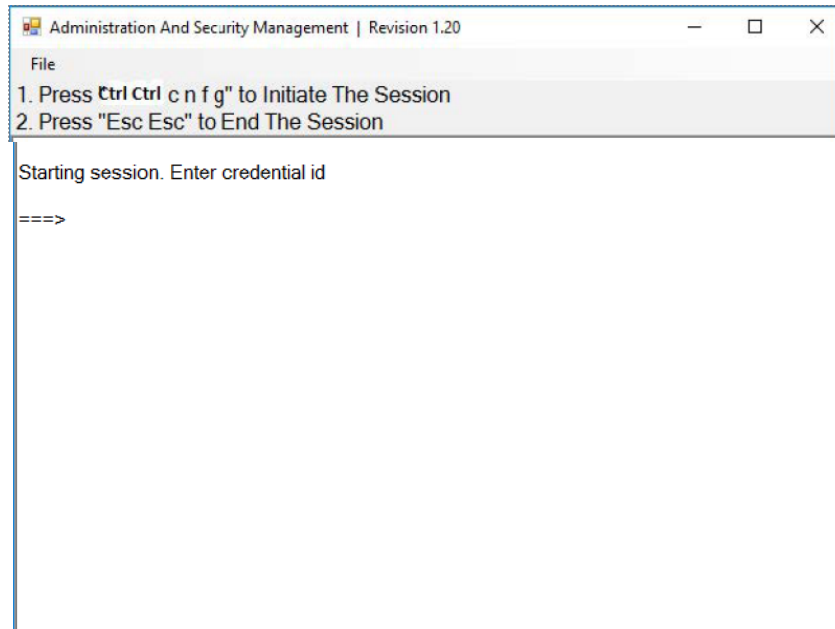 Administration And Security Management | Revision 1.20
File
1. Press "Ctrl Ctrl c n f g" to Initiate The Session
2. Press "Esc Esc" to End The Session
Starting session. Enter credential id
===>